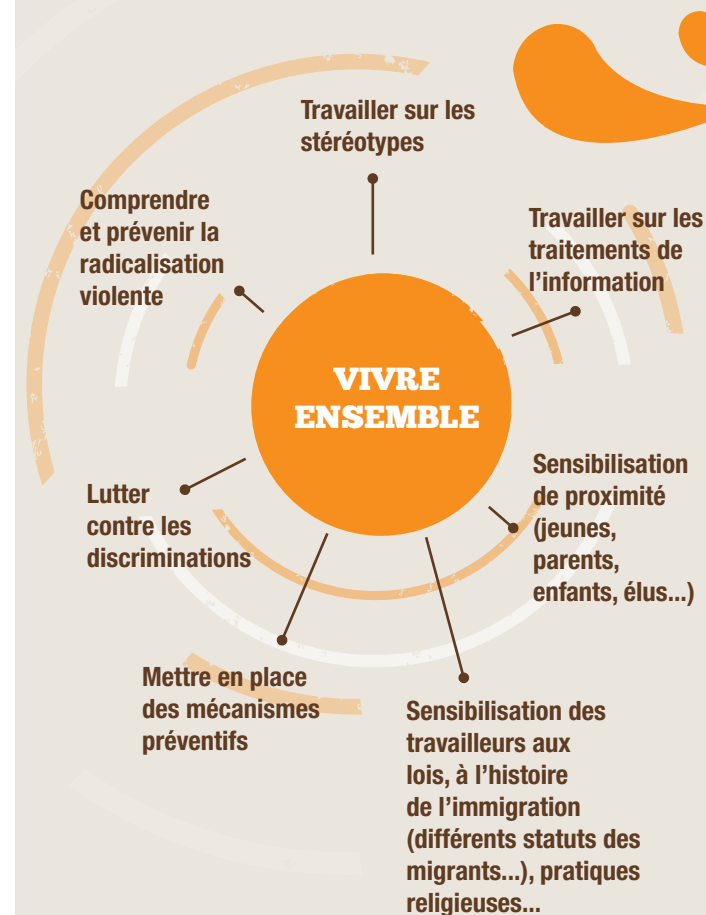 Travailler sur les
stéréotypes
Comprendre
et prévenir la
radicalisation
violente
Travailler sur les
traitements de
l’information
VIVRE
ENSEMBLE
Sensibilisation
de proximité
(jeunes,
parents,
enfants, élus...)
Lutter
contre les
discriminations
Mettre en place
des mécanismes
préventifs
Sensibilisation des
travailleurs aux
lois, à l’histoire
de l’immigration
(différents statuts des
migrants...), pratiques
religieuses...